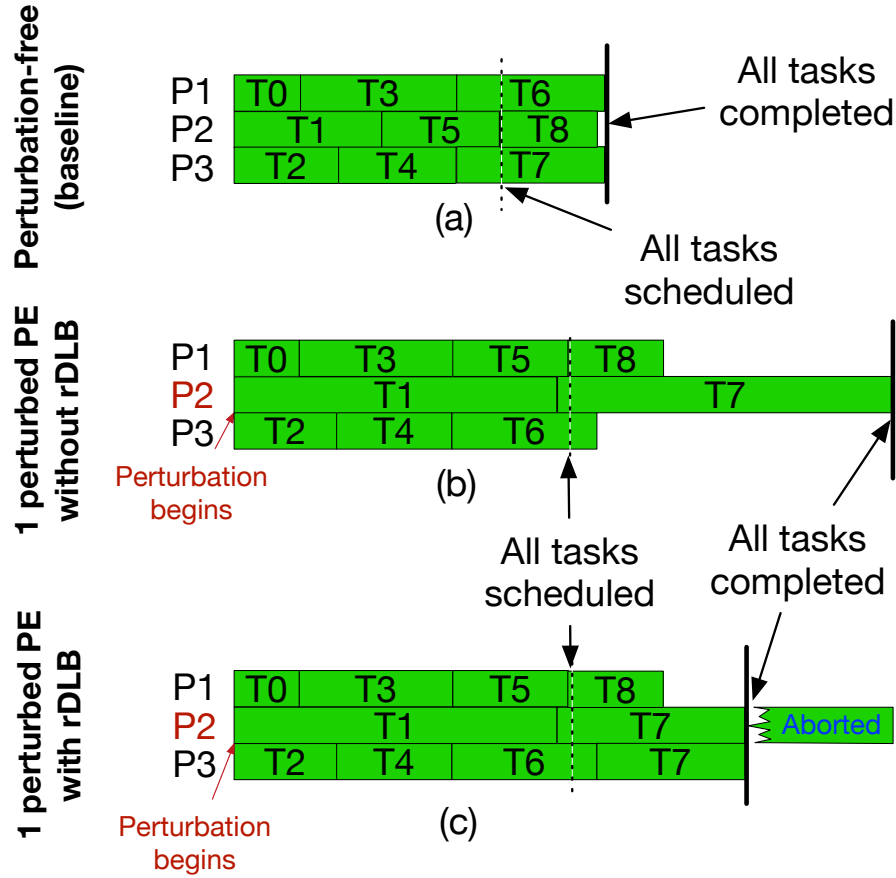 Perturbation-free
(baseline)
P1 T0 T3 T6
P2 T1 T5 T8
P3 T2 T4 T7
All tasks
completed
(a)
All tasks
scheduled
1 perturbed PE
without rDLB
P1 T0 T3 T5 T8
P2 T1 T7
P3 T2 T4 T6
Perturbation
begins
(b)
All tasks
scheduled
All tasks
completed
1 perturbed PE
with rDLB
P1 T0 T3 T5 T8
P2 T1 T7 Aborted
P3 T2 T4 T6 T7
Perturbation
begins
(c)